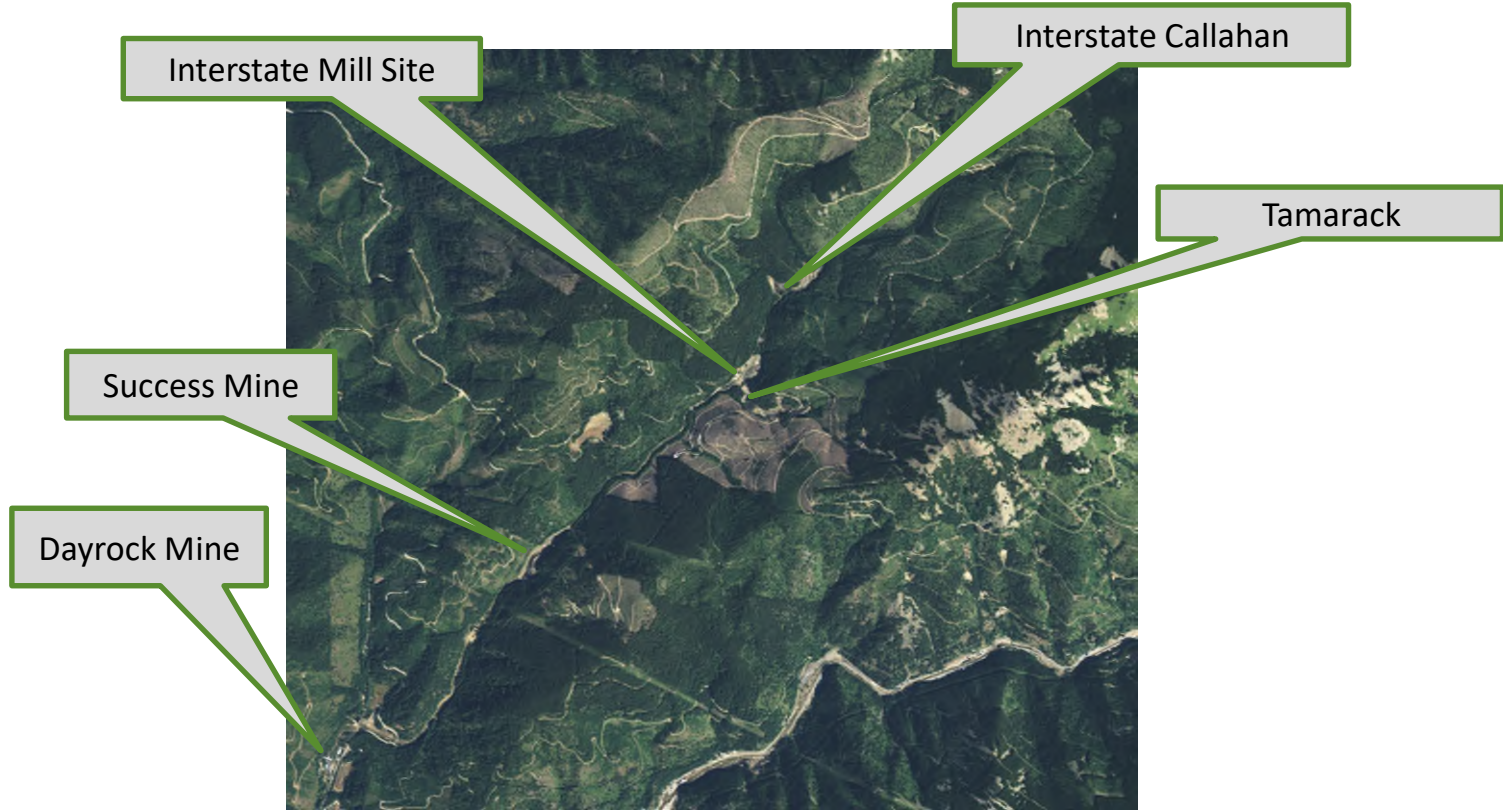 Interstate Callahan
Interstate Mill Site
Tamarack
Success Mine
Dayrock Mine